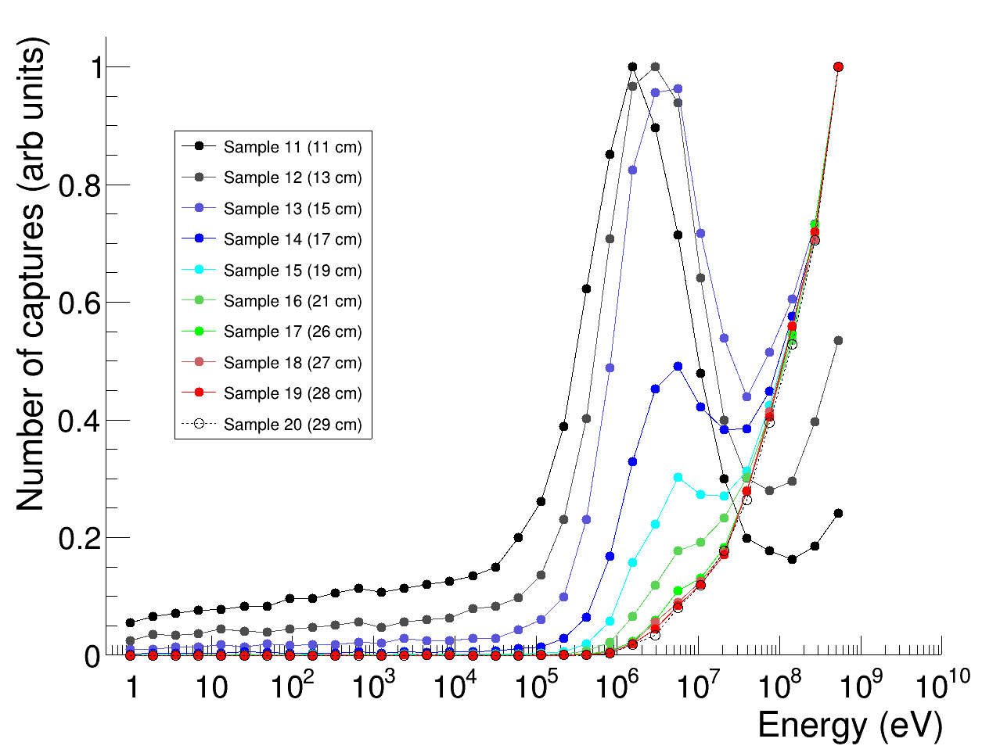 Number of captures (arb units)
1
0.8
0.6
0.4
0.2
0
Sample 11 (11 cm)
Sample 12 (13 cm)
Sample 13 (15 cm)
Sample 14 (17 cm)
Sample 15 (19 cm)
Sample 16 (21 cm)
Sample 17 (26 cm)
Sample 18 (27 cm)
Sample 19 (28 cm)
Sample 20 (29 cm)
1 10 10² 10³ 10⁴ 10⁵ 10⁶ 10⁷ 10⁸ 10⁹ 10¹⁰
Energy (eV)